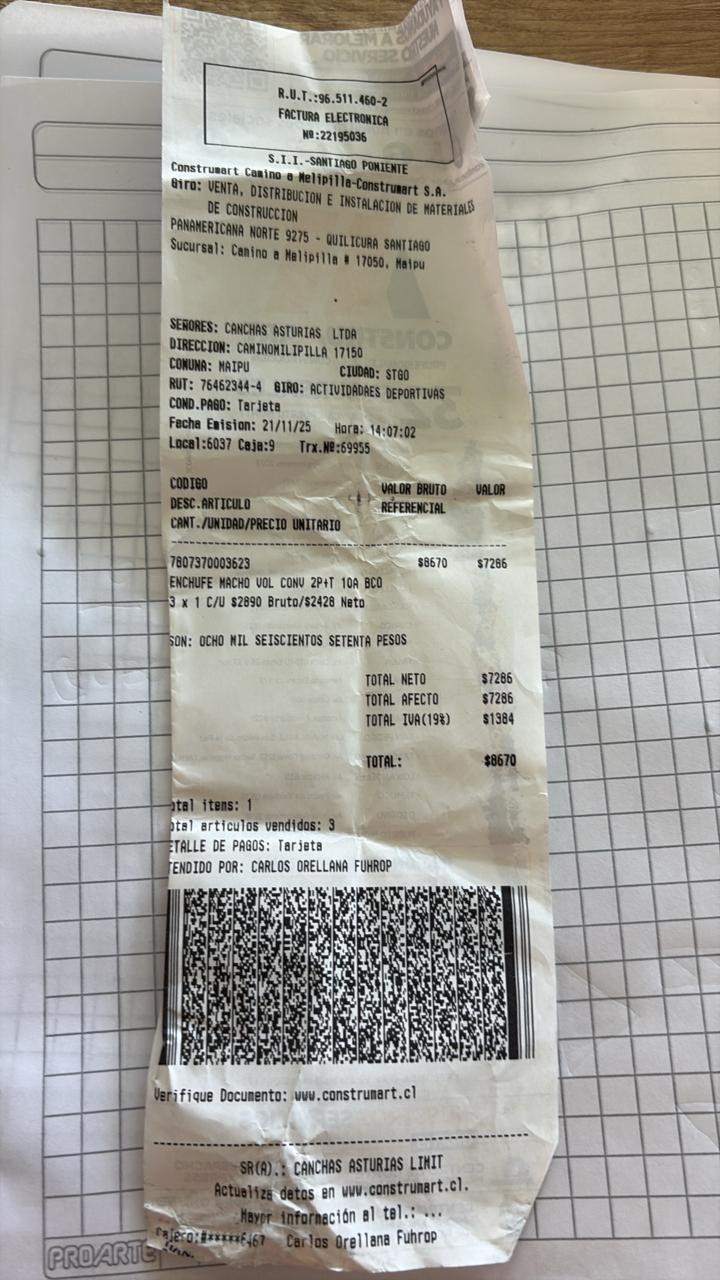 R.U.T.:96.511.460-2
FACTURA ELECTRONICA
Nº:22195036
S.I.I.-SANTIAGO PONIENTE
Construmart Camino a Melipilla-Construmart S.A.
Giro: VENTA, DISTRIBUCION E INSTALACION DE MATERIALES
DE CONSTRUCCION
PANAMERICANA NORTE 9275 - QUILICURA SANTIAGO
Sucursal: Camino a Melipilla # 17050, Maipu
SEÑORES: CANCHAS ASTURIAS LTDA
DIRECCION: CAMINOMILIPILLA 17150
COMUNA: MAIPU CIUDAD: STGO
RUT: 76462344-4 GIRO: ACTIVIDADAES DEPORTIVAS
COND.PAGO: Tarjeta
Fecha Emision: 21/11/25 Hora: 14:07:02
Local:6037 Caja:9 Trx.Nº:69955
CODIGO VALOR BRUTO VALOR
DESC.ARTICULO REFERENCIAL
CANT./UNIDAD/PRECIO UNITARIO
7807370003623 $8670 $7286
ENCHUFE MACHO VOL CONV 2P+T 10A BCO
3 x 1 C/U $2890 Bruto/$2428 Neto
SON: OCHO MIL SEISCIENTOS SETENTA PESOS
TOTAL NETO $7286
TOTAL AFECTO $7286
TOTAL IVA(19%) $1384
TOTAL: $8670
otal items: 1
otal articulos vendidos: 3
ETALLE DE PAGOS: Tarjeta
TENDIDO POR: CARLOS ORELLANA FUHROP
Verifique Documento: www.construmart.cl
SR(A).: CANCHAS ASTURIAS LIMIT
Actualiza datos en www.construmart.cl.
Mayor información al tel.: ...
Cajero:#*****6467 Carlos Orellana Fuhrop
PROARTE